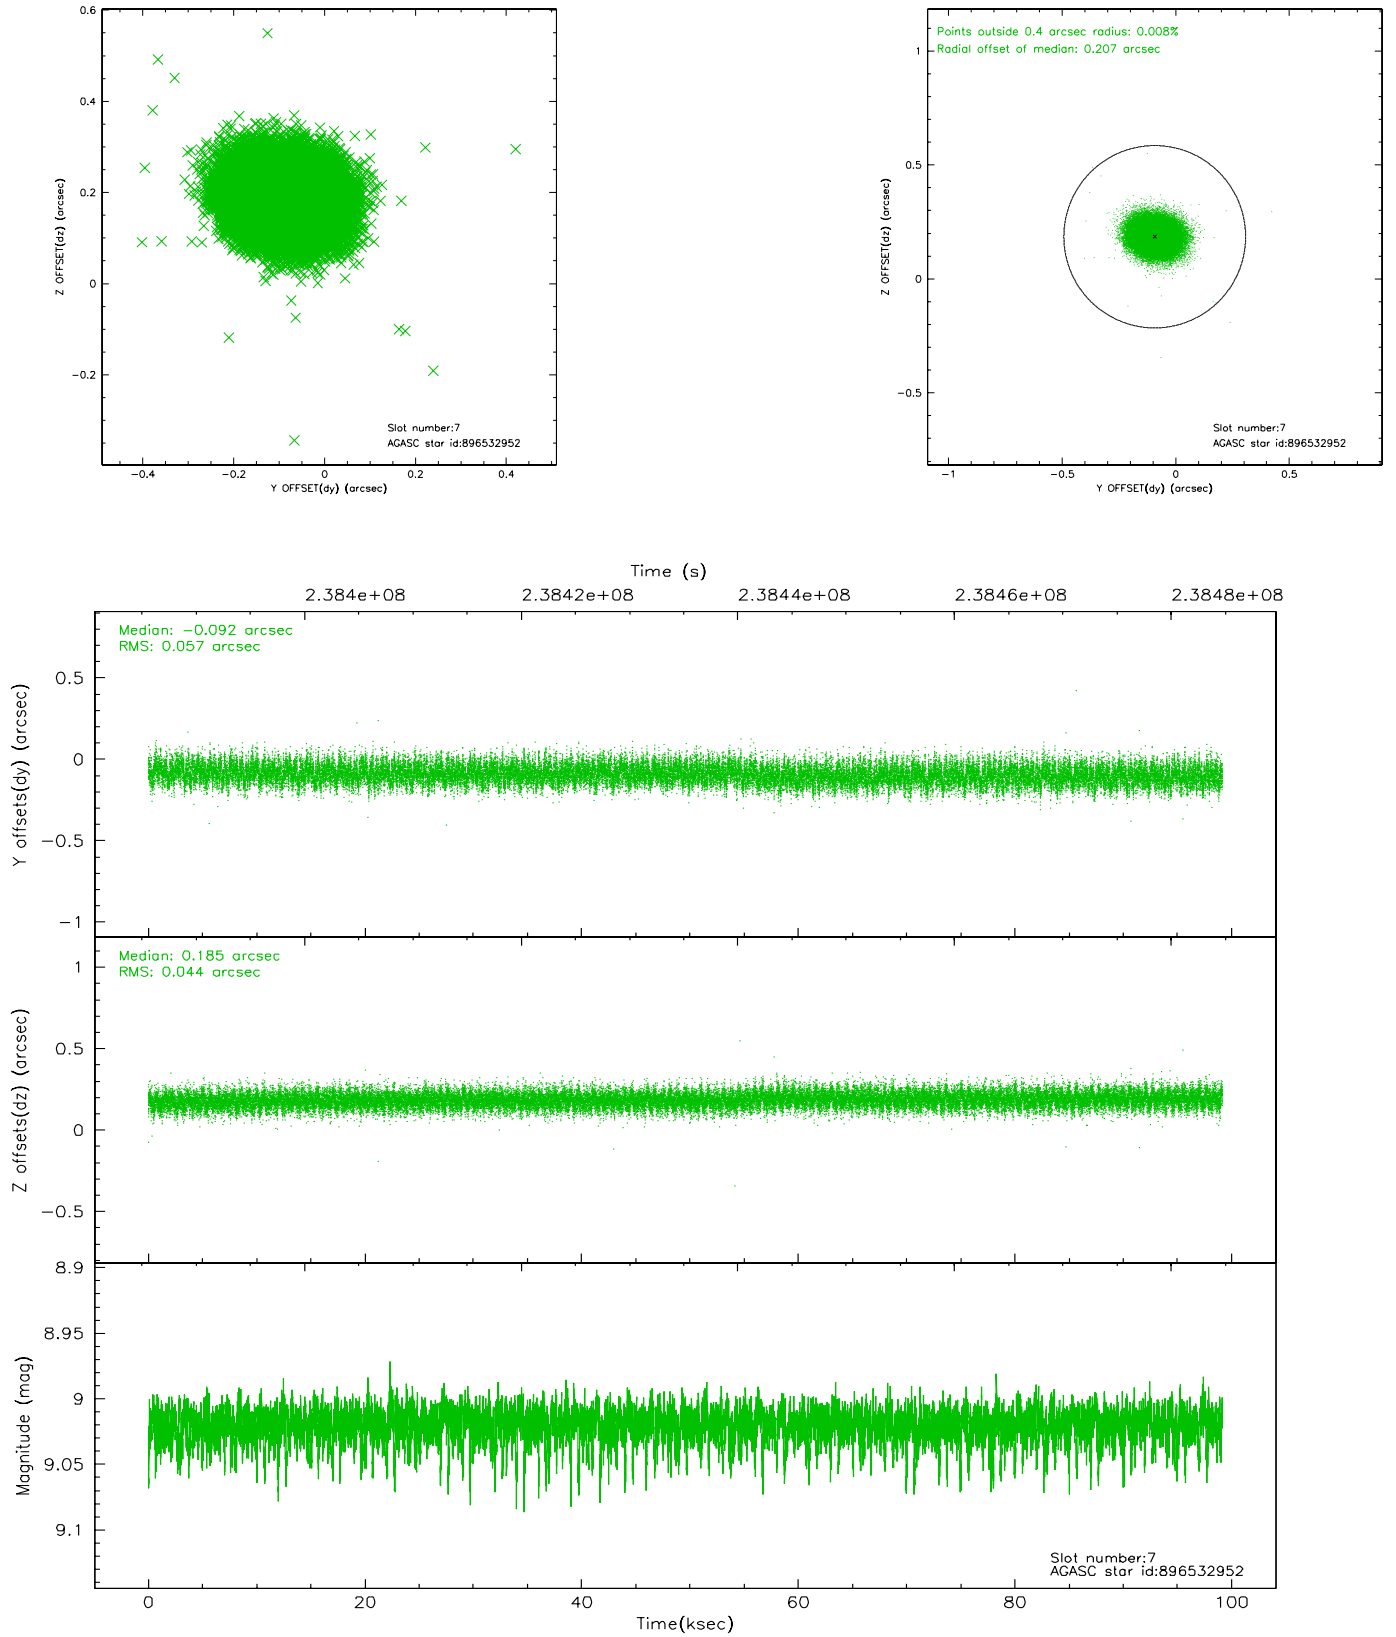 0.6
0.4
0.2
0
−0.2
Z OFFSET(dz) (arcsec)
−0.4
−0.2
0
0.2
0.4
Y OFFSET(dy) (arcsec)
Slot number:7
AGASC star id:896532952
Points outside 0.4 arcsec radius: 0.008%
Radial offset of median: 0.207 arcsec
1
0.5
0
−0.5
Z OFFSET(dz) (arcsec)
−1
−0.5
0
0.5
Y OFFSET(dy) (arcsec)
Slot number:7
AGASC star id:896532952
Time (s)
2.384e+08
2.3842e+08
2.3844e+08
2.3846e+08
2.3848e+08
Median: −0.092 arcsec
RMS: 0.057 arcsec
0.5
0
−0.5
−1
Y offsets(dy) (arcsec)
Median: 0.185 arcsec
RMS: 0.044 arcsec
1
0.5
0
−0.5
Z offsets(dz) (arcsec)
8.9
8.95
9
9.05
9.1
Magnitude (mag)
Slot number:7
AGASC star id:896532952
0
20
40
60
80
100
Time(ksec)